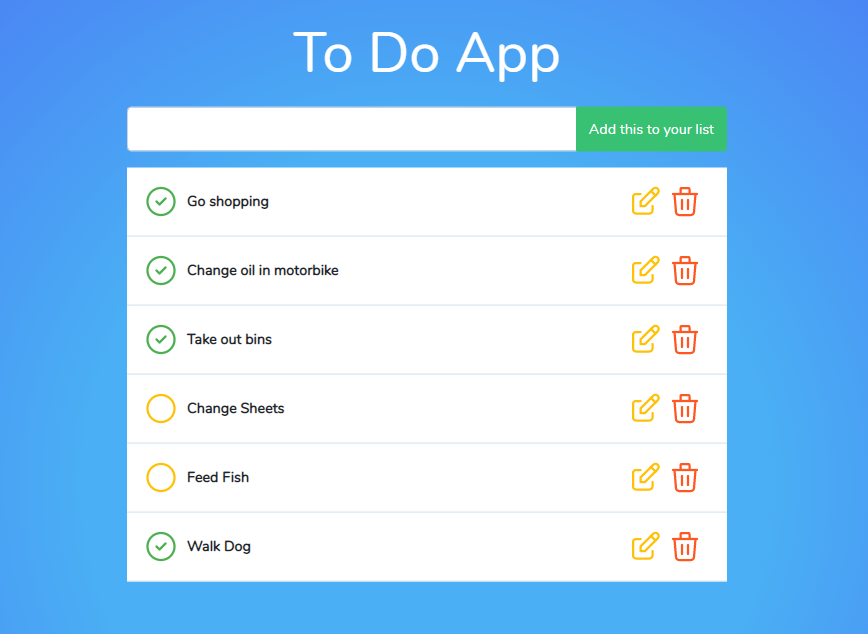 To Do App
Add this to your list
Go shopping
Change oil in motorbike
Take out bins
Change Sheets
Feed Fish
Walk Dog